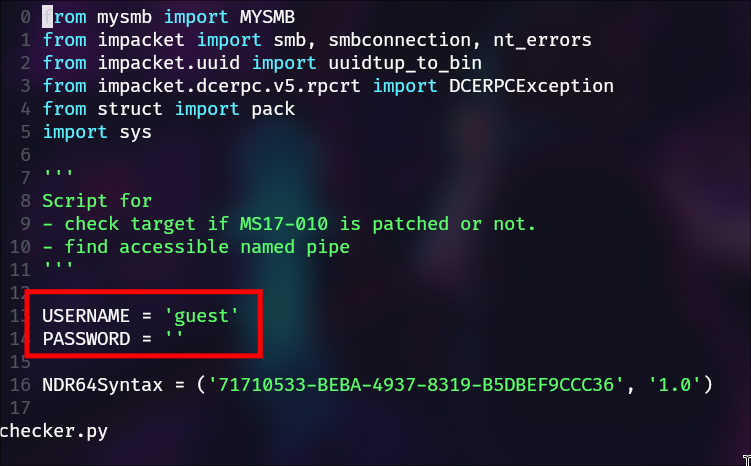 0 from mysmb import MYSMB
1 from impacket import smb, smbconnection, nt_errors
2 from impacket.uuid import uuidtup_to_bin
3 from impacket.dcerpc.v5.rpcrt import DCERPCException
4 from struct import pack
5 import sys
6
7 '''
8 Script for
9 - check target if MS17-010 is patched or not.
10 - find accessible named pipe
11 '''
12
13 USERNAME = 'guest'
14 PASSWORD = ''
15
16 NDR64Syntax = ('71710533-BEBA-4937-8319-B5DBEF9CCC36', '1.0')
17
checker.py